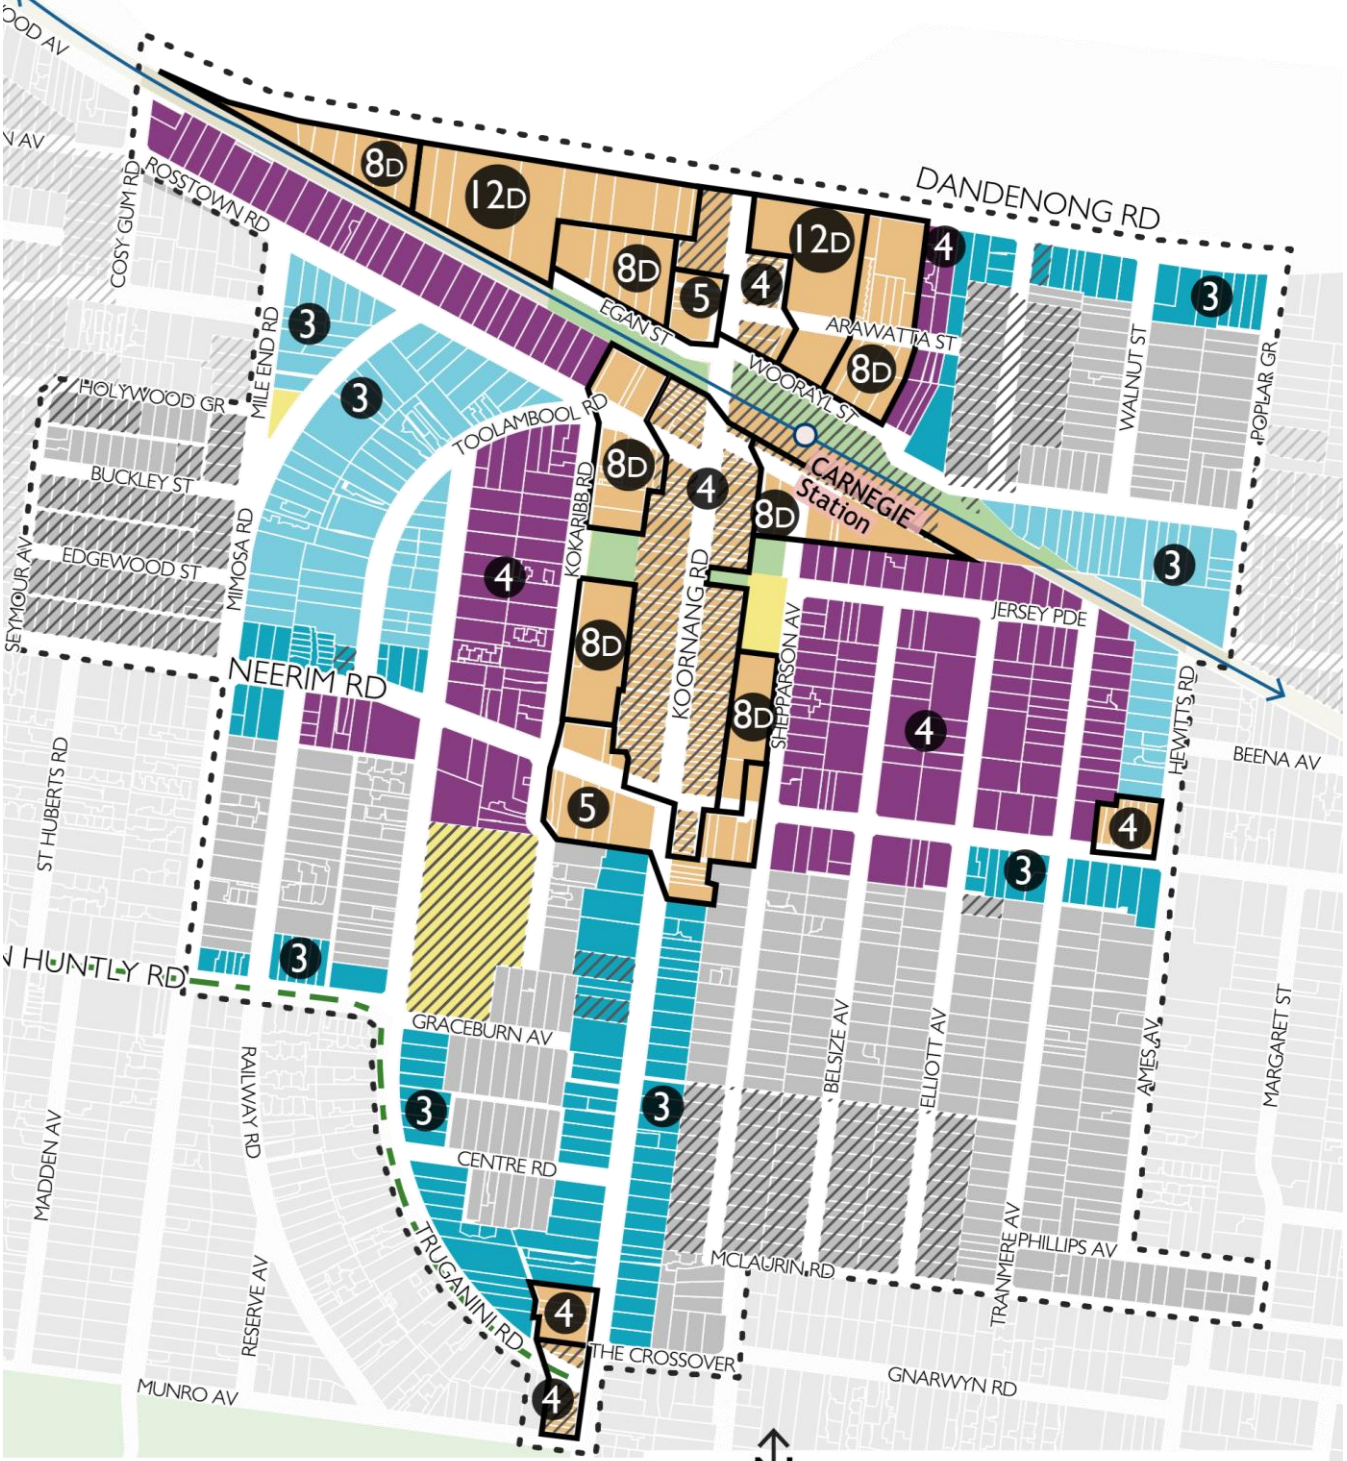 OOD AV
N AV
COSY GUM RD
ROSSTOWN RD
8D
12D
DANDENONG RD
12D
4
8D
5
4
3
3
EGAN ST
ARAWATTA ST
WOORAYL ST
8D
WALNUT ST
POPLAR GR
MILE END RD
3
HOLYWOOD GR
TOOLAMBOOL RD
BUCKLEY ST
8D
4
CARNEGIE
Station
8D
KOKARIBB RD
MIMOSA RD
EDGEWOOD ST
SEYMOUR AV
4
3
KOORNANG RD
JERSEY PDE
8D
SHEPPARSON AV
NEERIM RD
8D
4
HEWITTS RD
BEENA AV
ST HUBERTS RD
5
4
3
N HUNTLY RD
3
GRACEBURN AV
BELSIZE AV
ELLIOTT AV
AMES AV
MARGARET ST
RAILWAY RD
3
3
MADDEN AV
CENTRE RD
TRUGANINI RD
MCLAURIN RD
TRANMERE AV
PHILLIPS AV
RESERVE AV
4
THE CROSSOVER
GNARWYN RD
MUNRO AV
4